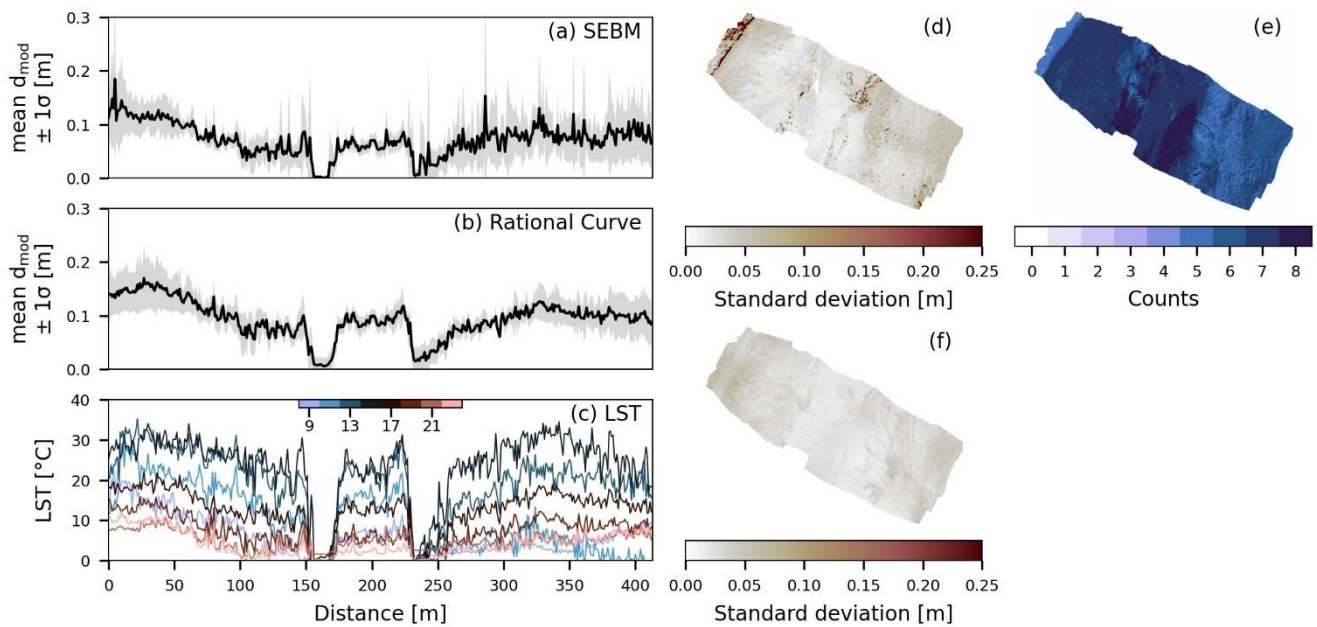 0.3
(a) SEBM
mean d_mod
± 1σ [m]
0.2
0.1
0.0
0.3
(b) Rational Curve
mean d_mod
± 1σ [m]
0.2
0.1
0.0
40
(c) LST
9 13 17 21
LST [°C]
30
20
10
0
0 50 100 150 200 250 300 350 400
Distance [m]
(d)
0.00 0.05 0.10 0.15 0.20 0.25
Standard deviation [m]
(e)
0 1 2 3 4 5 6 7 8
Counts
(f)
0.00 0.05 0.10 0.15 0.20 0.25
Standard deviation [m]